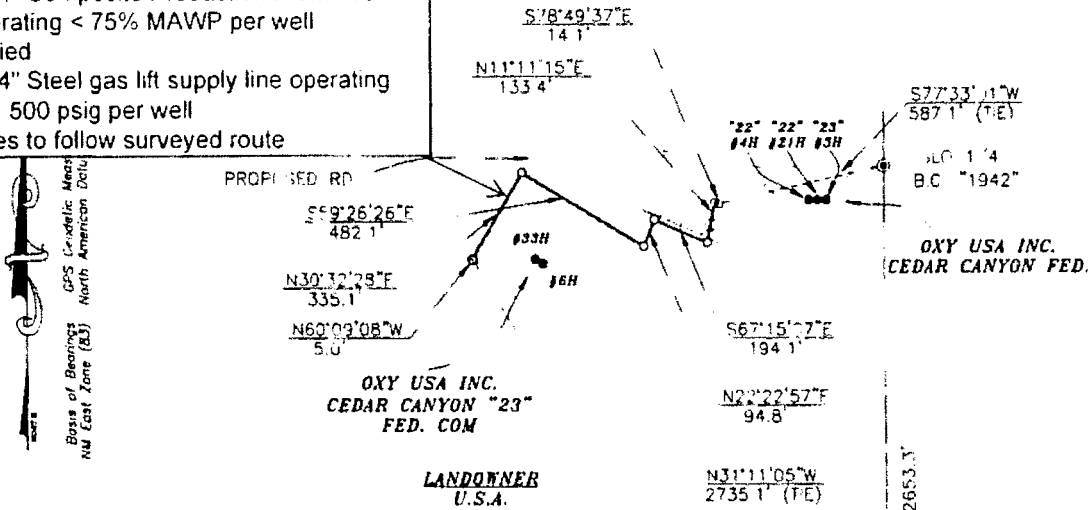 < 75% MAWP per well
4" Steel gas lift supply line operating
500 psig per well
to follow surveyed route
S78°49'37"E
14.1'
N11°11'15"E
133.4'
S77°33' "W
587.1' (TIE)
"22" "22" "23"
#4H #21H #3H
1/4
B.C. "1942"
PROPOSED RD
S59°26'26"E
482.1'
#33H
#6H
OXY USA INC.
CEDAR CANYON FED.
N30°32'28"E
335.1'
N60°09'08"W
5.0'
S67°15'27"E
194.1'
OXY USA INC.
CEDAR CANYON "23"
FED. COM
N22°22'57"E
94.8'
LANDOWNER
U.S.A.
N31°11'05"W
2735.1' (TIE)
2653.3'
GPS Geodetic
North American
Basis of Bearings
NM East Zone (83)